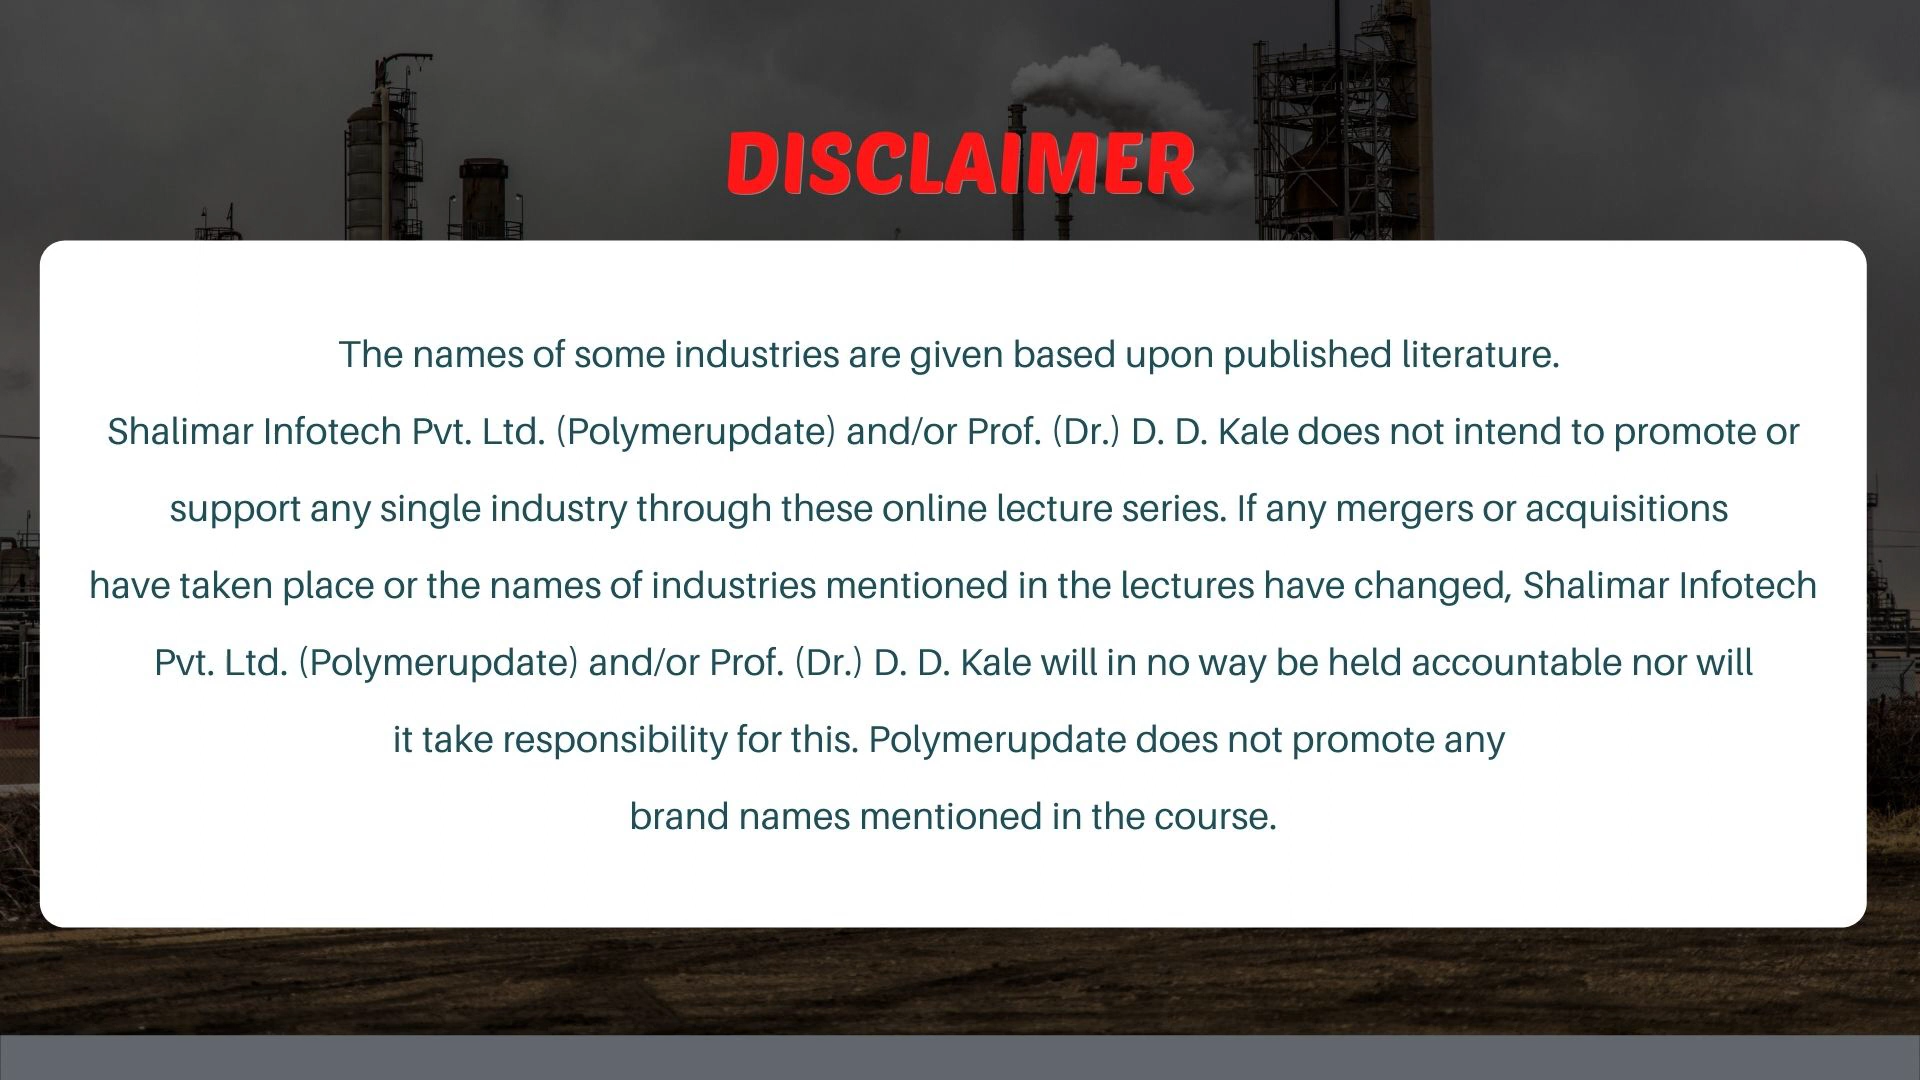 DISCLAIMER
The names of some industries are given based upon published literature.
Shalimar Infotech Pvt. Ltd. (Polymerupdate) and/or Prof. (Dr.) D. D. Kale does not intend to promote or
support any single industry through these online lecture series. If any mergers or acquisitions
have taken place or the names of industries mentioned in the lectures have changed, Shalimar Infotech
Pvt. Ltd. (Polymerupdate) and/or Prof. (Dr.) D. D. Kale will in no way be held accountable nor will
it take responsibility for this. Polymerupdate does not promote any
brand names mentioned in the course.